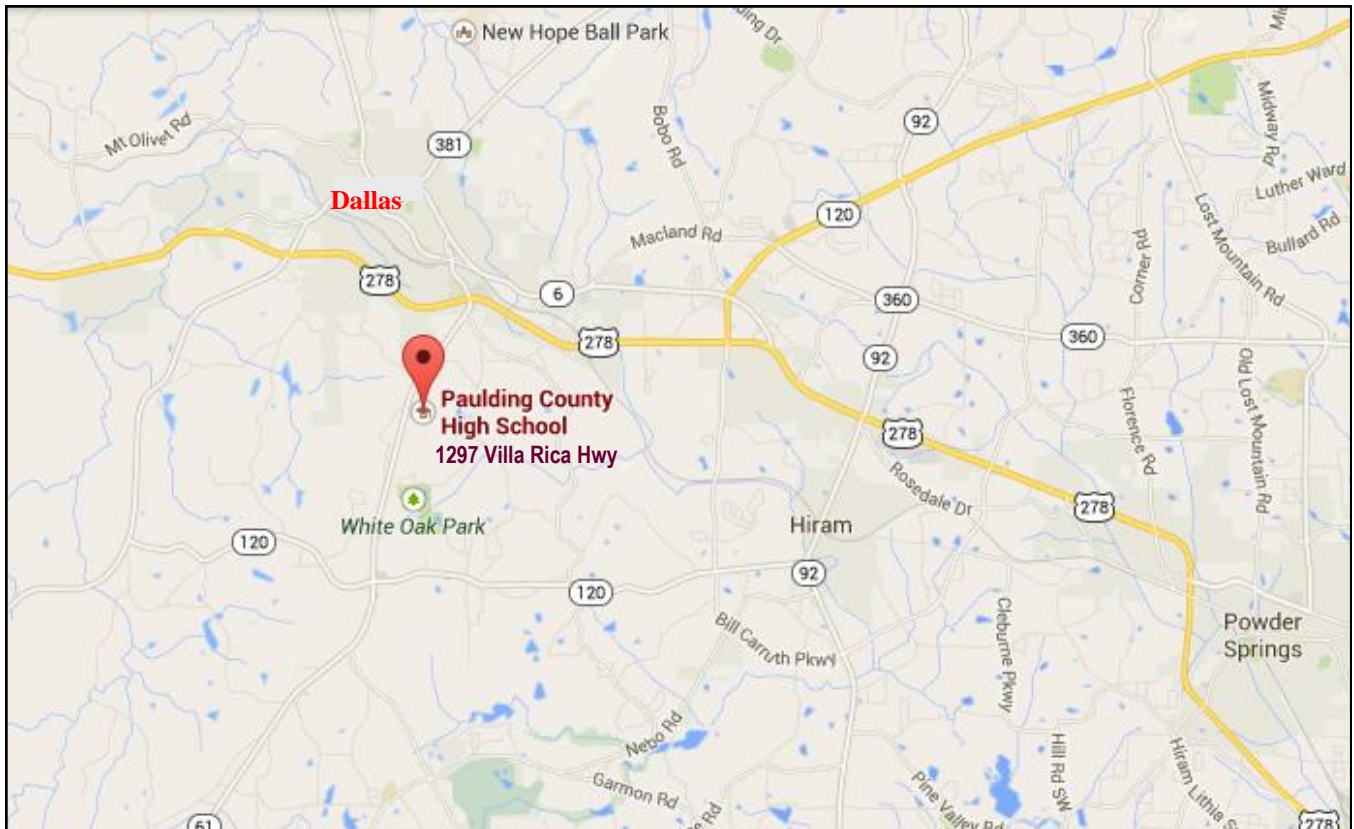 New Hope Ball Park
Mt Olivet Rd
381
Bobo Rd
92
Midway Rd
Luther Ward
Dallas
120
Macland Rd
Bullard Rd
Lost Mountain Rd
Corner Rd
278
6
360
278
92
360
Paulding County
High School
1297 Villa Rica Hwy
Florence Rd
Old Lost Mountain Rd
278
Rosedale Dr
278
White Oak Park
Hiram
120
92
120
Bill Carruth Pkwy
Cleburne Pkwy
Powder
Springs
Nebo Rd
Hill Rd SW
Hiram Lithia S
Garmon Rd
Pine Valley Rd
61
278